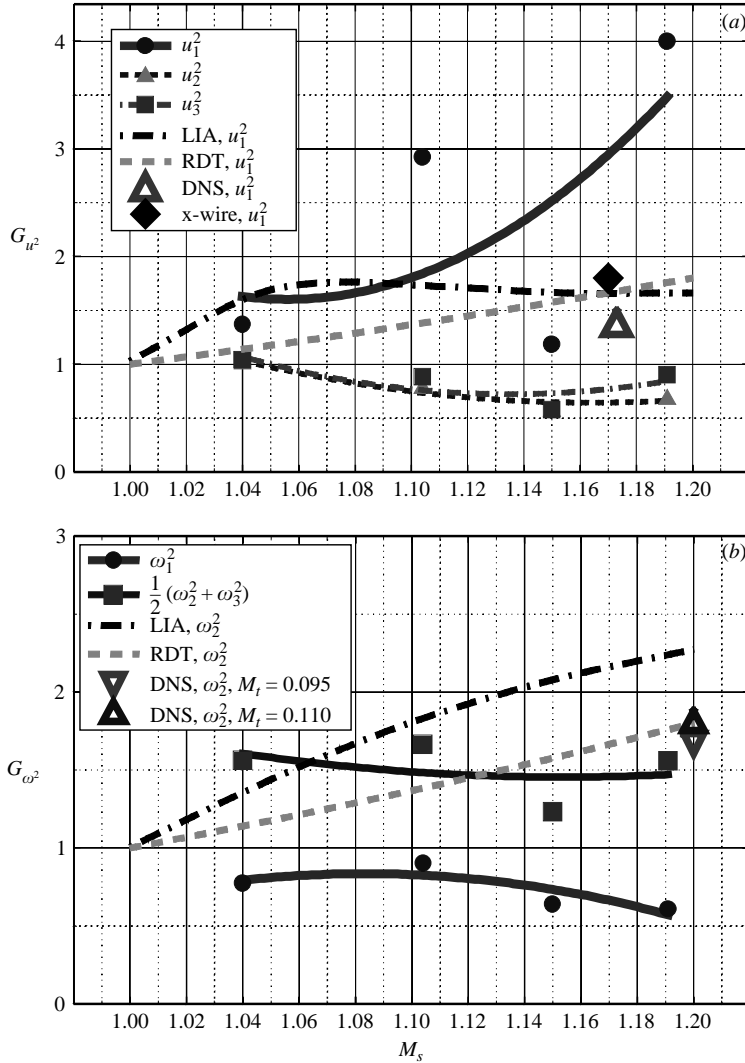 (a)
4
3
2
1
0
G_{u^2}
u_1^2
u_2^2
u_3^2
LIA, u_1^2
RDT, u_1^2
DNS, u_1^2
x-wire, u_1^2
1.00 1.02 1.04 1.06 1.08 1.10 1.12 1.14 1.16 1.18 1.20
(b)
3
2
1
0
G_{ω^2}
ω_1^2
1/2 (ω_2^2 + ω_3^2)
LIA, ω_2^2
RDT, ω_2^2
DNS, ω_2^2, M_t = 0.095
DNS, ω_2^2, M_t = 0.110
1.00 1.02 1.04 1.06 1.08 1.10 1.12 1.14 1.16 1.18 1.20
M_s